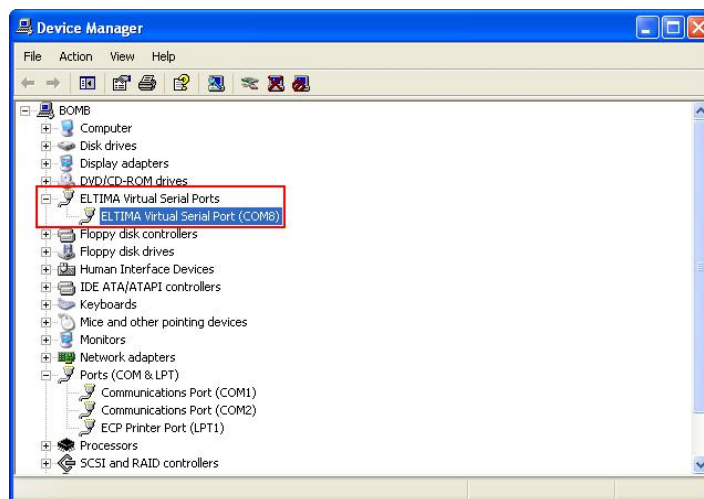 Device Manager
File Action View Help
BOMB
Computer
Disk drives
Display adapters
DVD/CD-ROM drives
ELTIMA Virtual Serial Ports
ELTIMA Virtual Serial Port (COM8)
Floppy disk controllers
Floppy disk drives
Human Interface Devices
IDE ATA/ATAPI controllers
Keyboards
Mice and other pointing devices
Monitors
Network adapters
Ports (COM & LPT)
Communications Port (COM1)
Communications Port (COM2)
ECP Printer Port (LPT1)
Processors
SCSI and RAID controllers